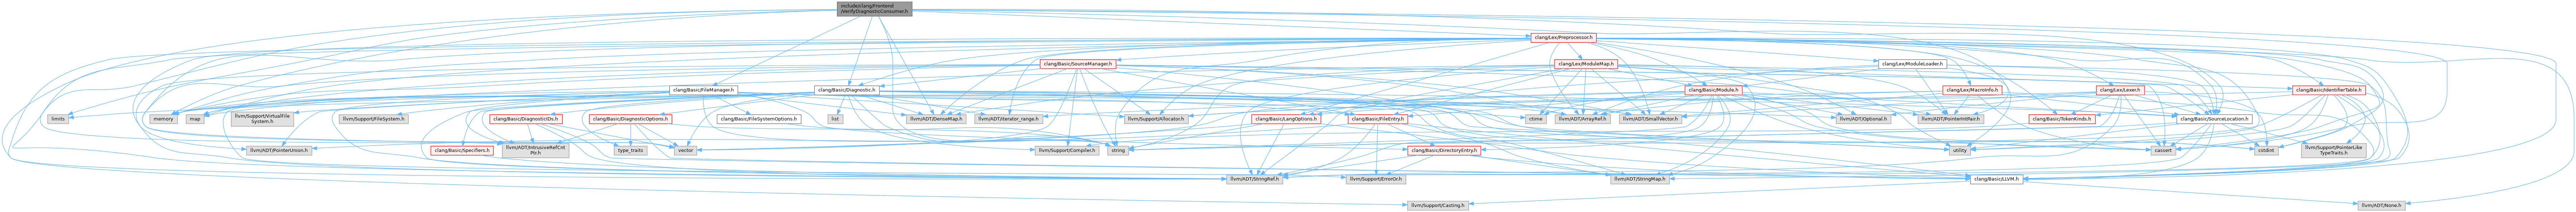 include/clang/Frontend
/VerifyDiagnosticConsumer.h
clang/Lex/Preprocessor.h
clang/Basic/SourceManager.h
clang/Lex/ModuleMap.h
clang/Lex/ModuleLoader.h
clang/Basic/FileManager.h
clang/Basic/Diagnostic.h
clang/Basic/Module.h
clang/Lex/MacroInfo.h
clang/Lex/Lexer.h
clang/Basic/IdentifierTable.h
limits
memory
map
llvm/Support/VirtualFile
System.h
llvm/Support/FileSystem.h
clang/Basic/DiagnosticIDs.h
clang/Basic/DiagnosticOptions.h
clang/Basic/FileSystemOptions.h
list
llvm/ADT/DenseMap.h
llvm/ADT/iterator_range.h
llvm/Support/Allocator.h
clang/Basic/LangOptions.h
clang/Basic/FileEntry.h
ctime
llvm/ADT/ArrayRef.h
llvm/ADT/SmallVector.h
llvm/ADT/Optional.h
llvm/ADT/PointerIntPair.h
clang/Basic/TokenKinds.h
clang/Basic/SourceLocation.h
llvm/ADT/PointerUnion.h
clang/Basic/Specifiers.h
llvm/ADT/IntrusiveRefCnt
Ptr.h
type_traits
vector
llvm/Support/Compiler.h
string
clang/Basic/DirectoryEntry.h
utility
cassert
cstdint
llvm/Support/PointerLike
TypeTraits.h
llvm/ADT/StringRef.h
llvm/Support/ErrorOr.h
llvm/ADT/StringMap.h
clang/Basic/LLVM.h
llvm/Support/Casting.h
llvm/ADT/None.h